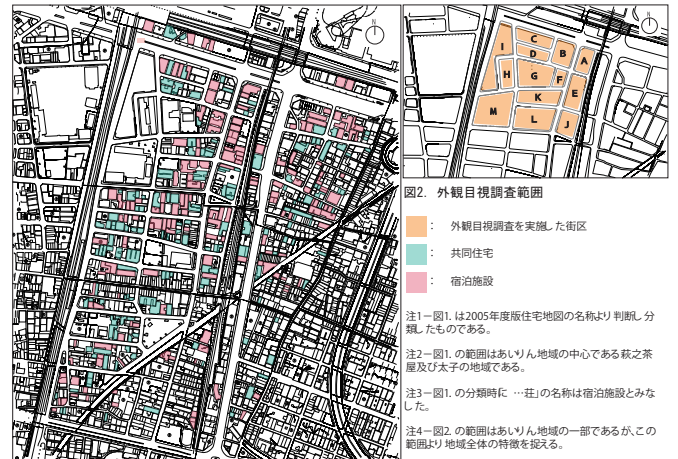 N
N
I
C
D
B
A
H
G
F
E
K
M
L
J
図2. 外観目視調査範囲
： 外観目視調査を実施した街区
： 共同住宅
： 宿泊施設
注1－図1. は2005年度版住宅地図の名称より判断し分
類したものである。
注2－図1. の範囲はあいりん地域の中心である萩之茶
屋及び太子の地域である。
注3－図1. の分類時に …荘」の名称は宿泊施設とみな
した。
注4－図2. の範囲はあいりん地域の一部であるが、この
範囲より地域全体の特徴を捉える。